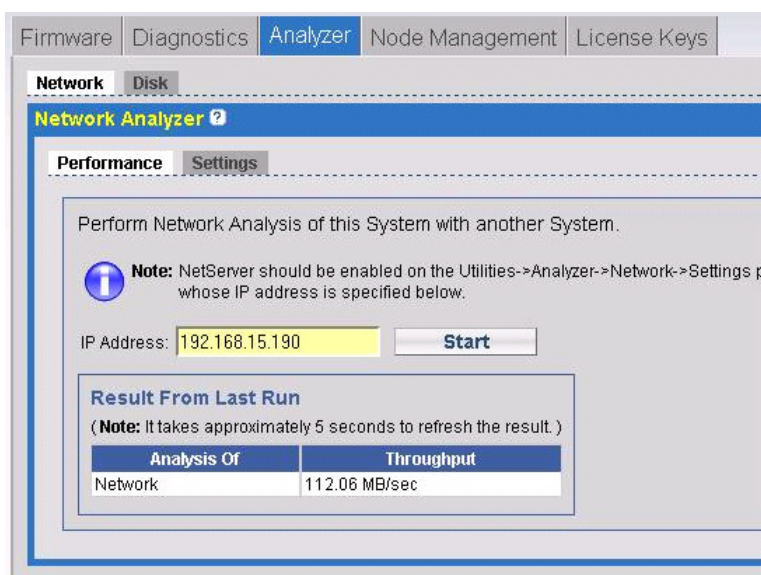 Firmware Diagnostics Analyzer Node Management License Keys
Network Disk
Network Analyzer ?
Performance Settings
Perform Network Analysis of this System with another System.
Note: NetServer should be enabled on the Utilities->Analyzer->Network->Settings
whose IP address is specified below.
IP Address: 192.168.15.190 Start
Result From Last Run
(Note: It takes approximately 5 seconds to refresh the result.)
Analysis Of Throughput
Network 112.06 MB/sec